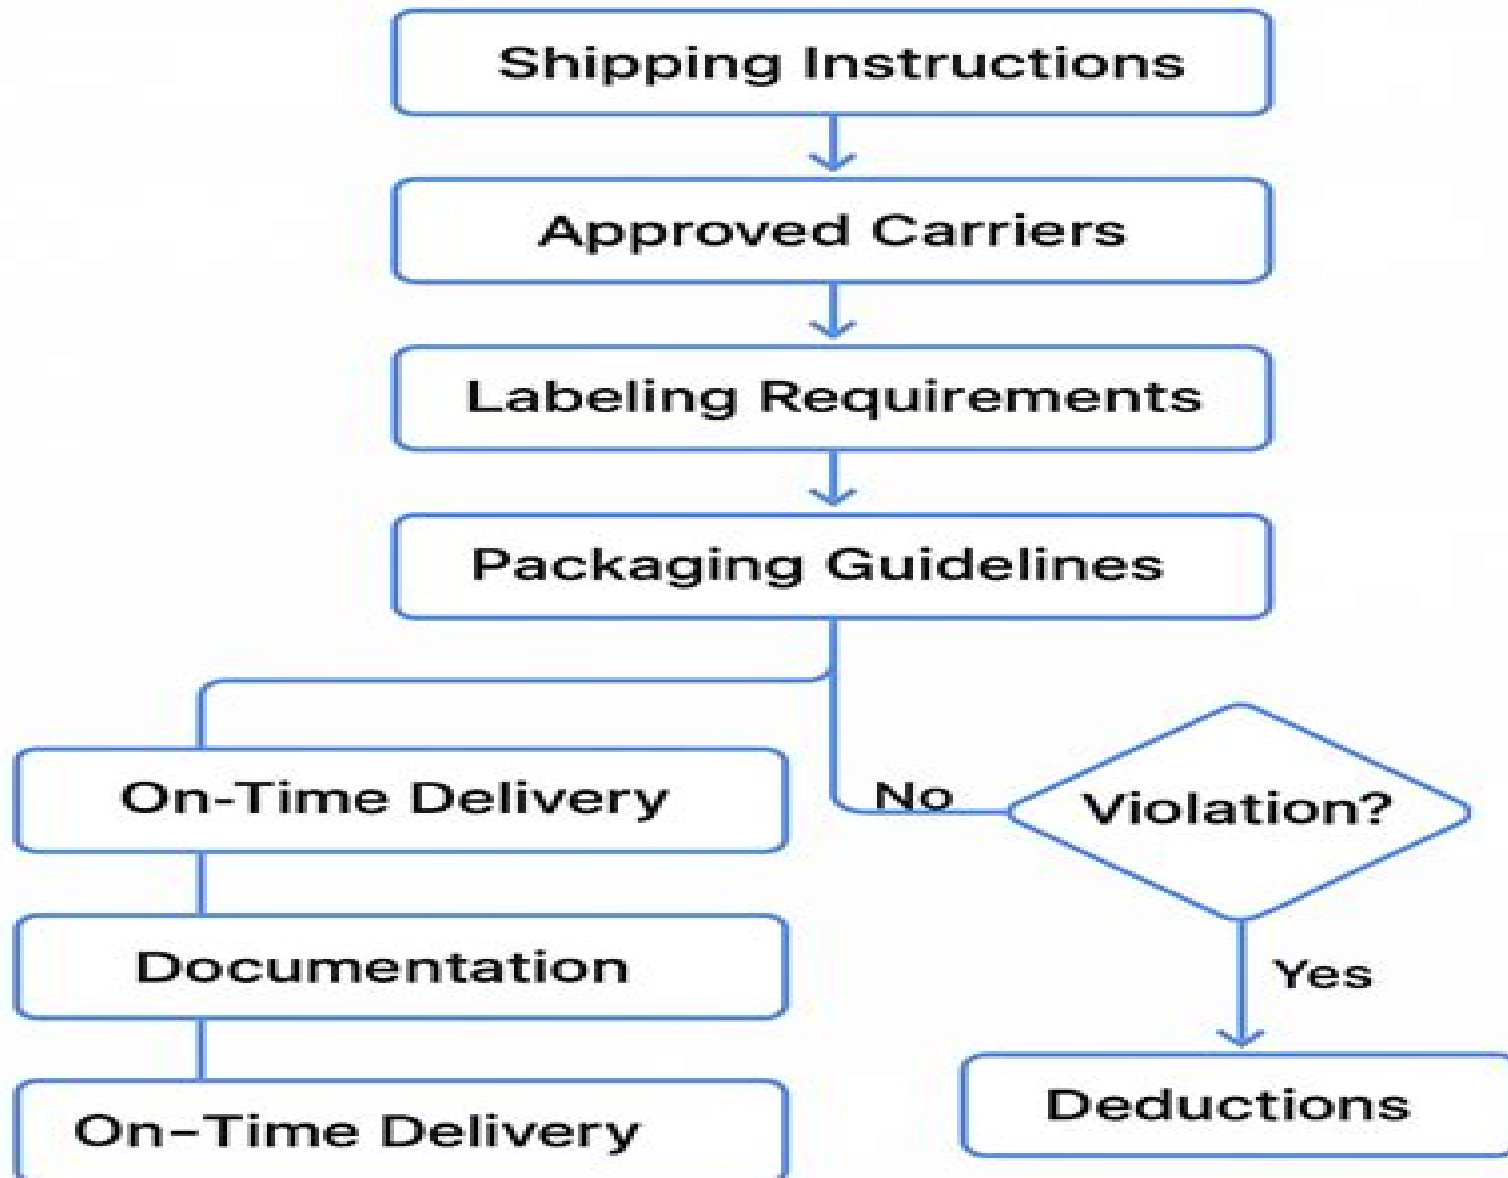 Shipping Instructions
Approved Carriers
Labeling Requirements
Packaging Guidelines
On-Time Delivery
No
Violation?
Documentation
Yes
On-Time Delivery
Deductions